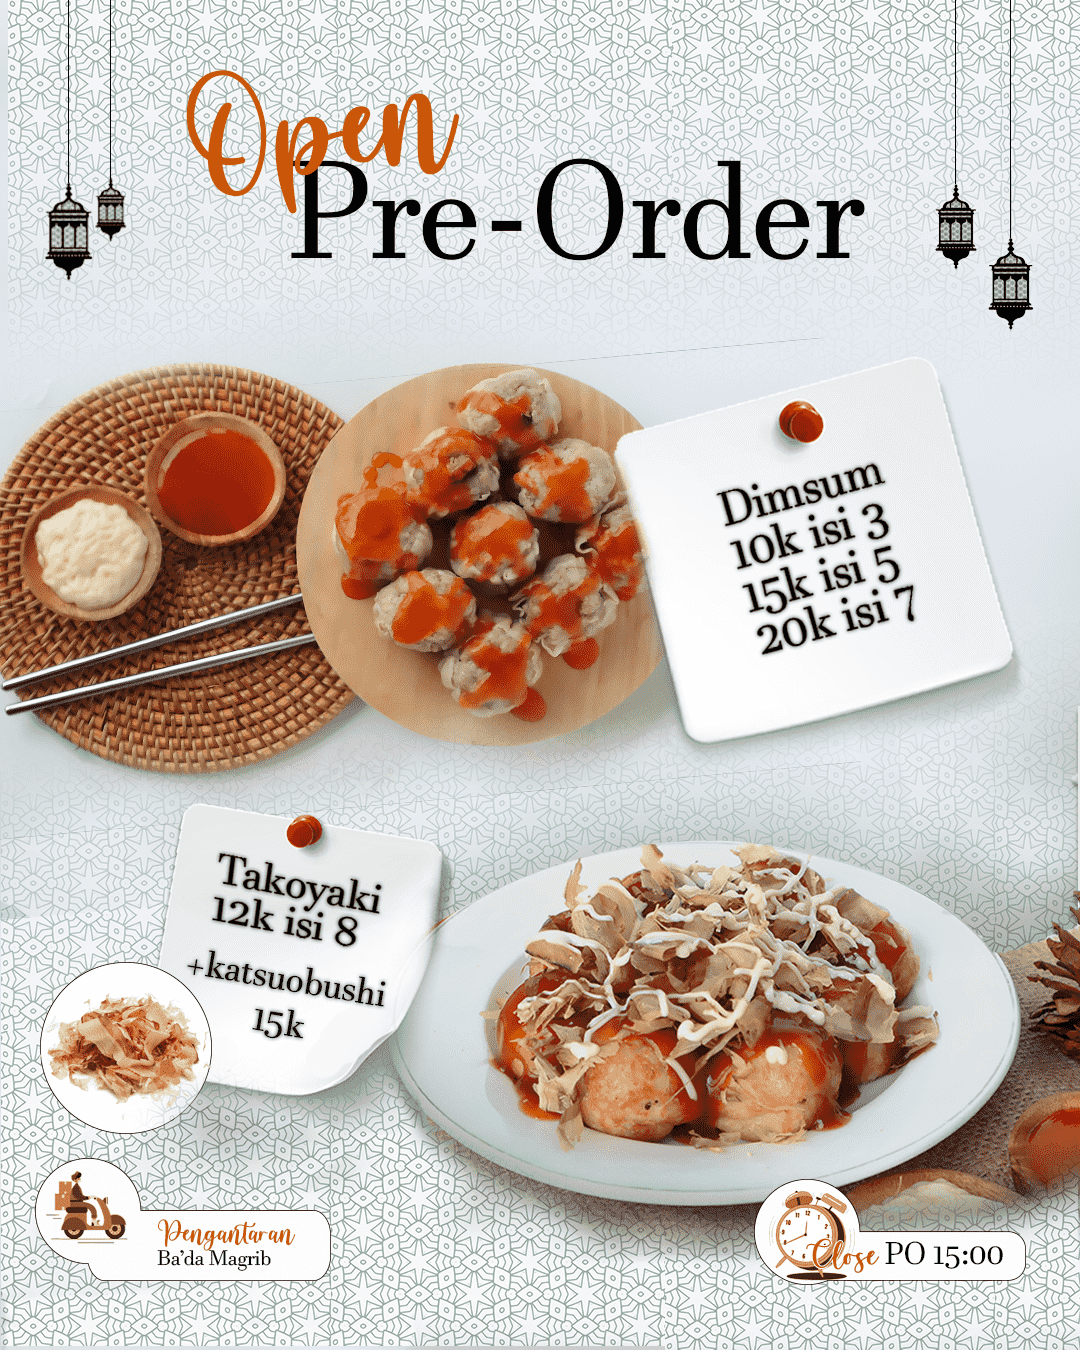 Open
Pre-Order
Dimsum
10k isi 3
15k isi 5
20k isi 7
Takoyaki
12k isi 8
+katsuobushi
15k
Pengantaran
Ba'da Magrib
Close PO 15:00